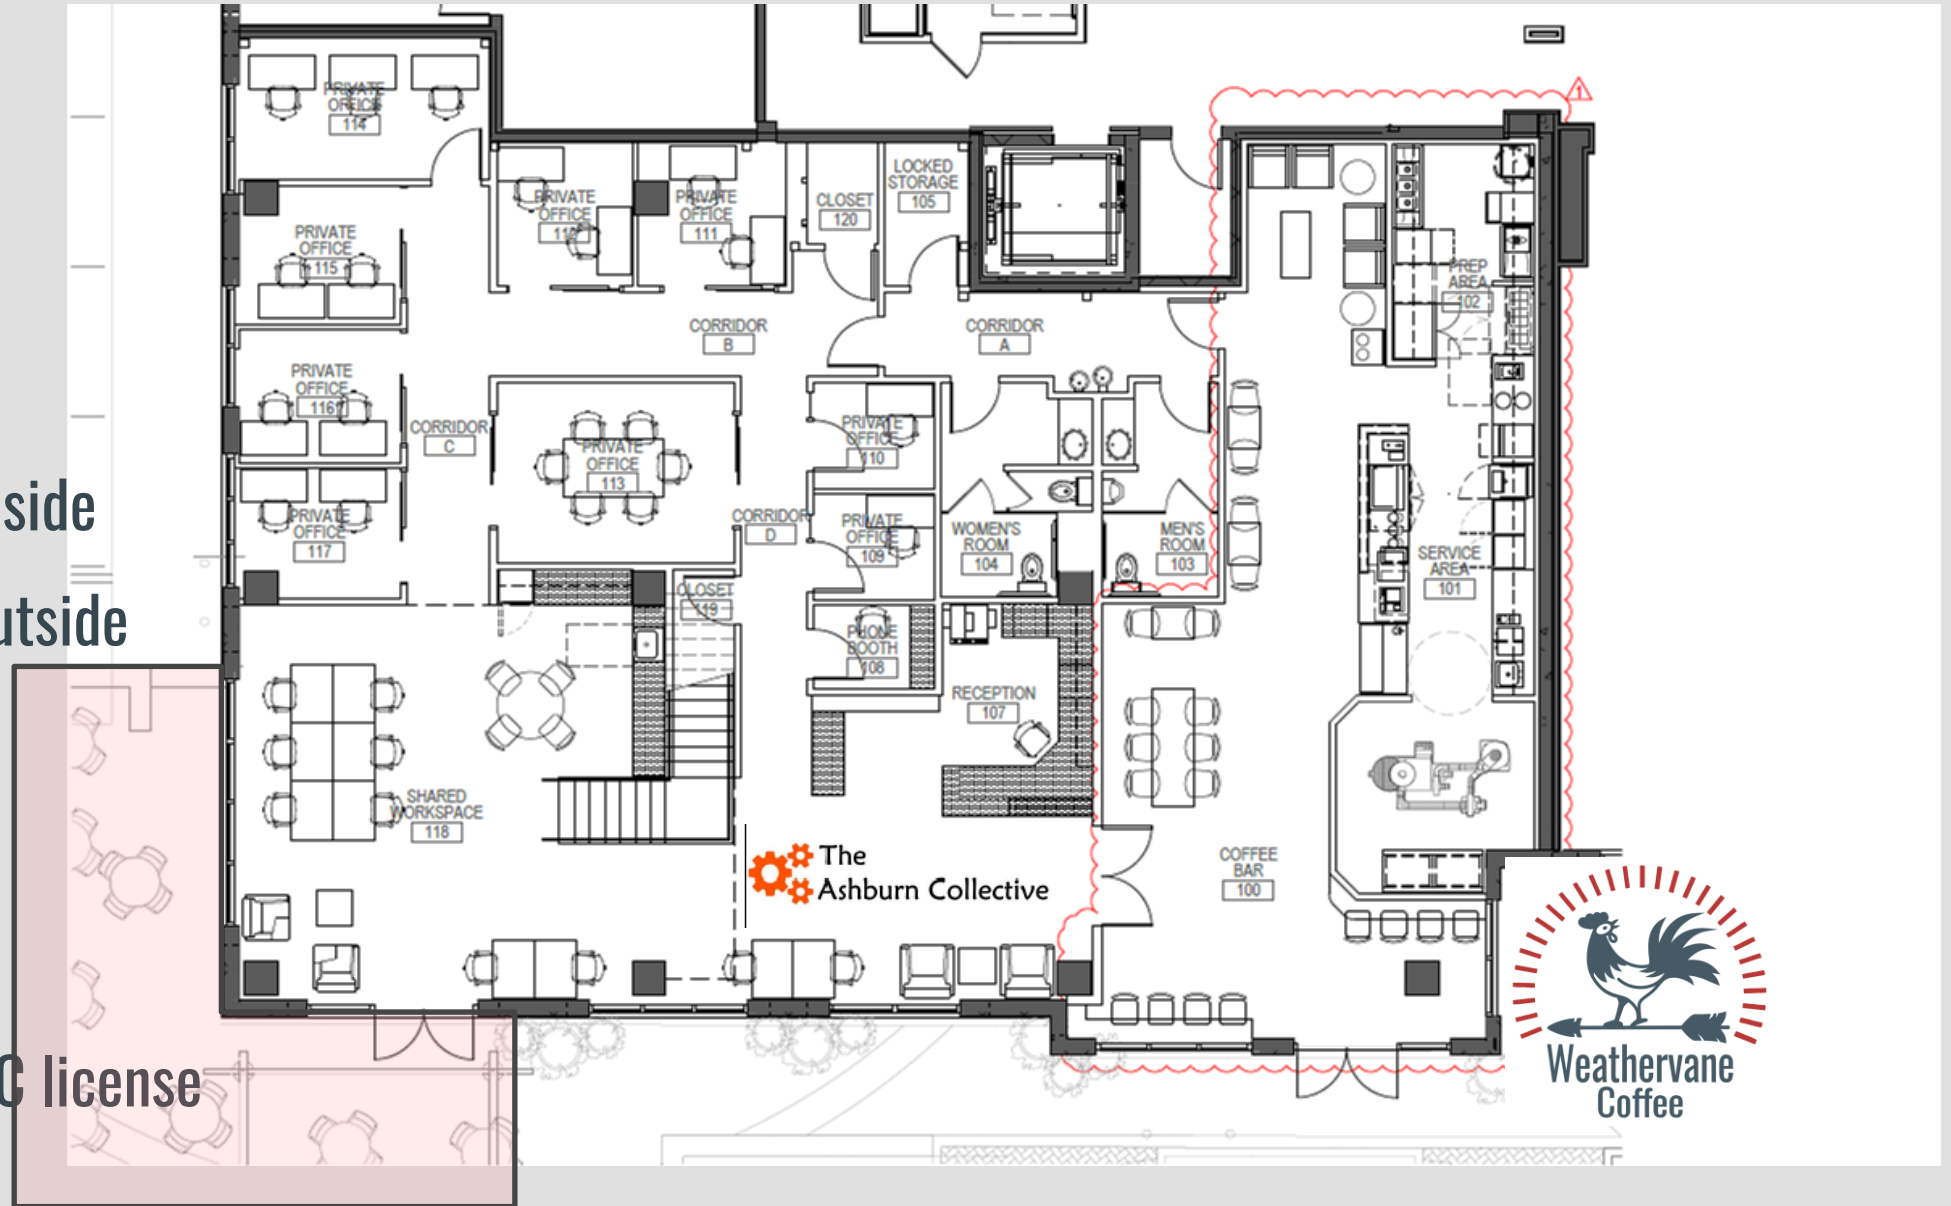 PRIVATE
OFFICE
114
PRIVATE
OFFICE
115
PRIVATE
OFFICE
116
PRIVATE
OFFICE
117
PRIVATE
OFFICE
112
PRIVATE
OFFICE
111
CLOSET
120
LOCKED
STORAGE
105
1
PREP
AREA
102
CORRIDOR
B
CORRIDOR
A
CORRIDOR
C
PRIVATE
OFFICE
113
CORRIDOR
D
PRIVATE
OFFICE
110
PRIVATE
OFFICE
109
WOMEN'S
ROOM
104
MEN'S
ROOM
103
SERVICE
AREA
101
CLOSET
119
PHONE
BOOTH
108
RECEPTION
107
SHARED
WORKSPACE
118
COFFEE
BAR
100
The
Ashburn Collective
Weathervane
Coffee
side
utside
C license